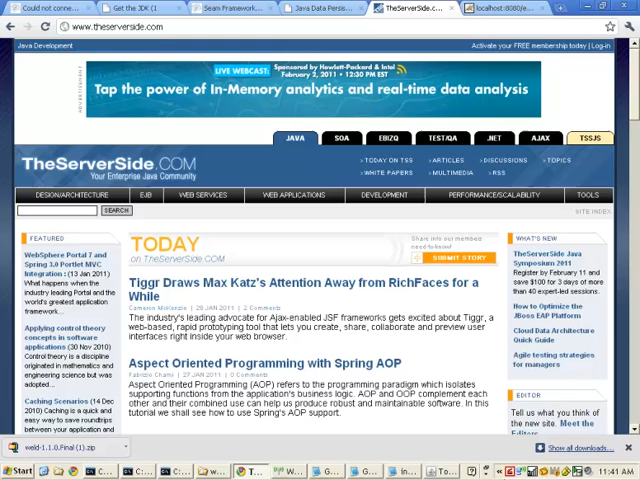 Could not conne...
Get the JDK (1
Seam Framework...
Java Data Persis...
TheServerSide.c...
localhost:8080/e...
www.theserverside.com
Java Development
Activate your FREE membership today | Log-in
ADVERTISEMENT
LIVE WEBCAST: Sponsored by Hewlett-Packard and Intel
February 2, 2011 • 12:30 PM EST
Tap the power of In-Memory analytics and real-time data analysis
JAVA
SOA
EBIZQ
TEST/QA
.NET
AJAX
TSSJS
TheServerSide.COM
Your Enterprise Java Community
TODAY ON TSS
ARTICLES
DISCUSSIONS
TOPICS
WHITE PAPERS
MULTIMEDIA
RSS
DESIGN/ARCHITECTURE
EJB
WEB SERVICES
WEB APPLICATIONS
DEVELOPMENT
PERFORMANCE/SCALABILITY
TOOLS
SEARCH
SITE INDEX
FEATURED
WebSphere Portal 7 and
Spring 3.0 Portlet MVC
Integration : (13 Jan 2011)
What happens when the
industry leading Portal and the
world's greatest application
framework...
Applying control theory
concepts in software
applications (30 Nov 2010)
Control theory is a discipline
originated in mathematics and
engineering science but was
adopted...
Caching Scenarios (14 Dec
2010) Caching is a quick and
easy way to save roundtrips
between your...
TODAY
on TheServerSide.COM
Share info our members
need to know!
SUBMIT STORY
Tiggr Draws Max Katz's Attention Away from RichFaces for a
While
Cameron McKenzie | 28 JAN 2011 | 2 Comments
The industry's leading advocate for Ajax-enabled JSF frameworks gets excited about Tiggr, a
web-based, rapid prototyping tool that lets you create, share, collaborate and preview user
interfaces right inside your web browser.
Aspect Oriented Programming with Spring AOP
27 JAN 2011 | 0 Comments
Aspect Oriented Programming (AOP) refers to the programming paradigm which isolates
supporting functions from the application's business logic. AOP and OOP complement each
other and their combined use can help us produce robust and maintainable software. In this
tutorial we shall see how to use Spring's AOP support.
WHAT'S NEW
TheServerSide Java
Symposium 2011
Register by February 11 and
save $100 for 3 days of more
than 40 expert-led sessions.
How to Optimize the
JBoss EAP Platform
Cloud Data Architecture
Quick Guide
Agile testing strategies
for managers
EDITOR
Tell us what you think of
the new site. Meet the
Editors
weld-1.1.0.Final (1).zip
Show all downloads...
Start
C...
C:...
C:...
w...
T...
W...
G...
G...
in...
To...
11:41 AM